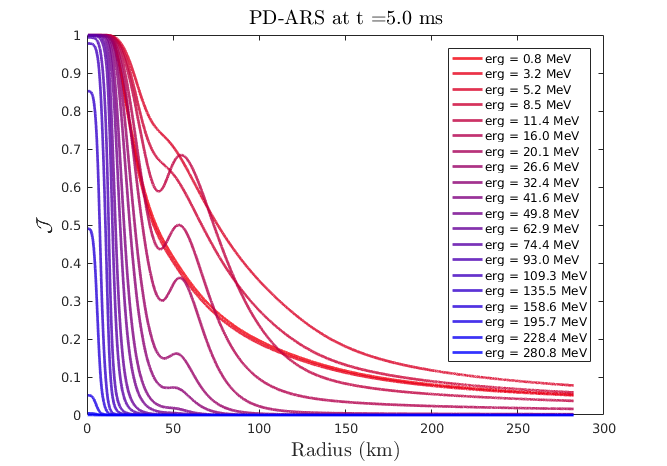 PD-ARS at t =5.0 ms
1
0.9
0.8
0.7
0.6
0.5
0.4
0.3
0.2
0.1
0
𝒥
0
50
100
150
200
250
300
Radius (km)
erg = 0.8 MeV
erg = 3.2 MeV
erg = 5.2 MeV
erg = 8.5 MeV
erg = 11.4 MeV
erg = 16.0 MeV
erg = 20.1 MeV
erg = 26.6 MeV
erg = 32.4 MeV
erg = 41.6 MeV
erg = 49.8 MeV
erg = 62.9 MeV
erg = 74.4 MeV
erg = 93.0 MeV
erg = 109.3 MeV
erg = 135.5 MeV
erg = 158.6 MeV
erg = 195.7 MeV
erg = 228.4 MeV
erg = 280.8 MeV